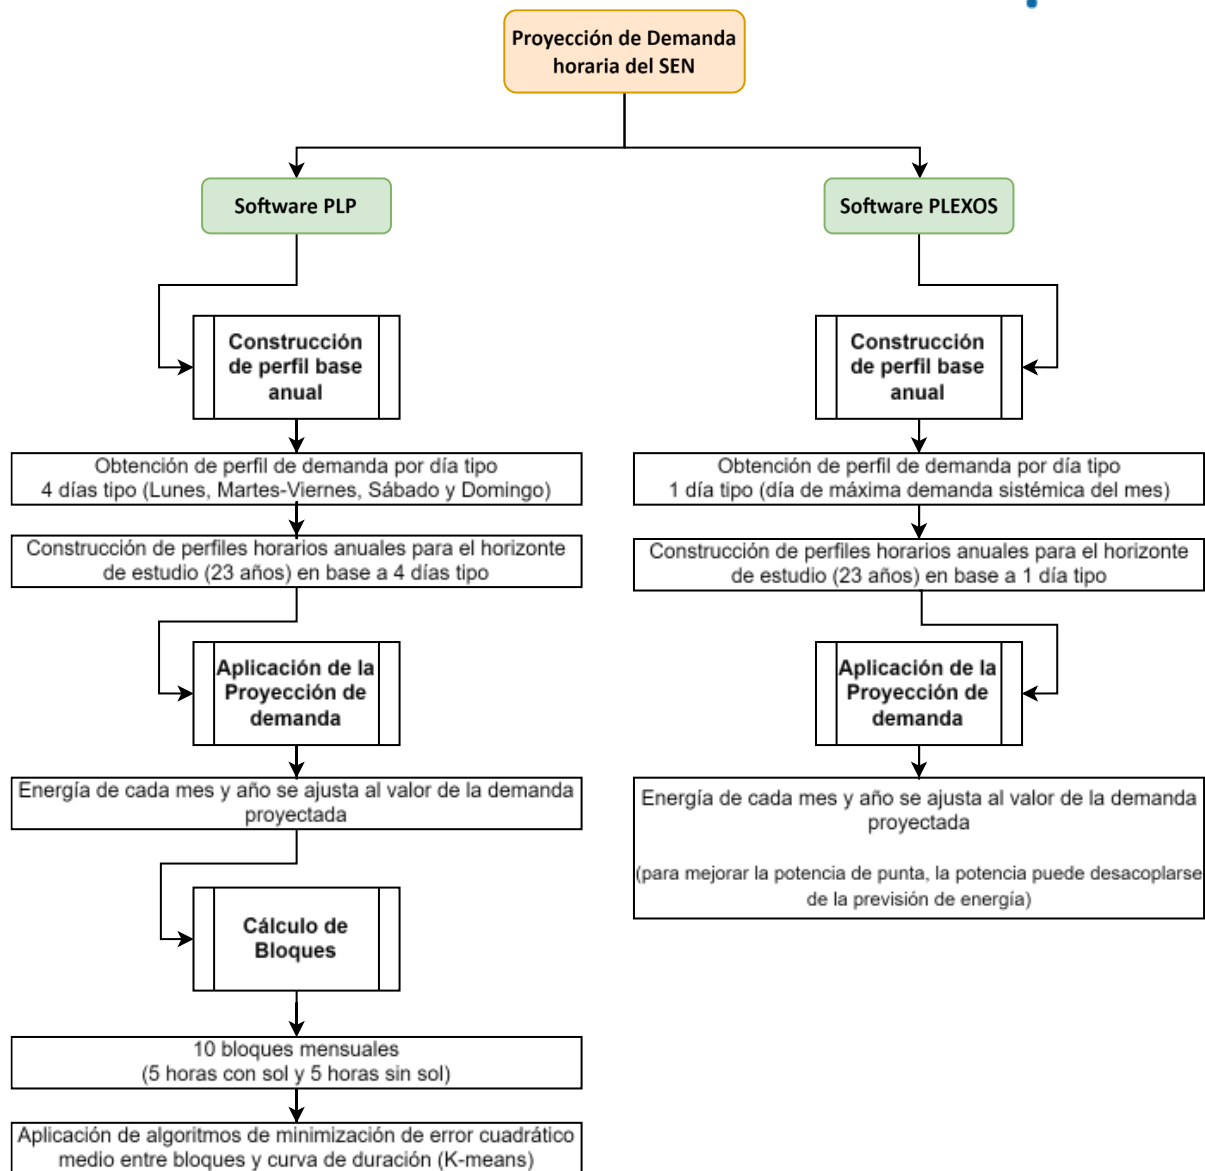 Proyección de Demanda
horaria del SEN
Software PLP
Software PLEXOS
Construcción
de perfil base
anual
Construcción
de perfil base
anual
Obtención de perfil de demanda por día tipo
4 días tipo (Lunes, Martes-Viernes, Sábado y Domingo)
Obtención de perfil de demanda por día tipo
1 día tipo (día de máxima demanda sistémica del mes)
Construcción de perfiles horarios anuales para el horizonte
de estudio (23 años) en base a 4 días tipo
Construcción de perfiles horarios anuales para el horizonte
de estudio (23 años) en base a 1 día tipo
Aplicación de la
Proyección de
demanda
Aplicación de la
Proyección de
demanda
Energía de cada mes y año se ajusta al valor de la demanda
proyectada
Energía de cada mes y año se ajusta al valor de la demanda
proyectada
(para mejorar la potencia de punta, la potencia puede desacoplarse
de la previsión de energía)
Cálculo de
Bloques
10 bloques mensuales
(5 horas con sol y 5 horas sin sol)
Aplicación de algoritmos de minimización de error cuadrático
medio entre bloques y curva de duración (K-means)